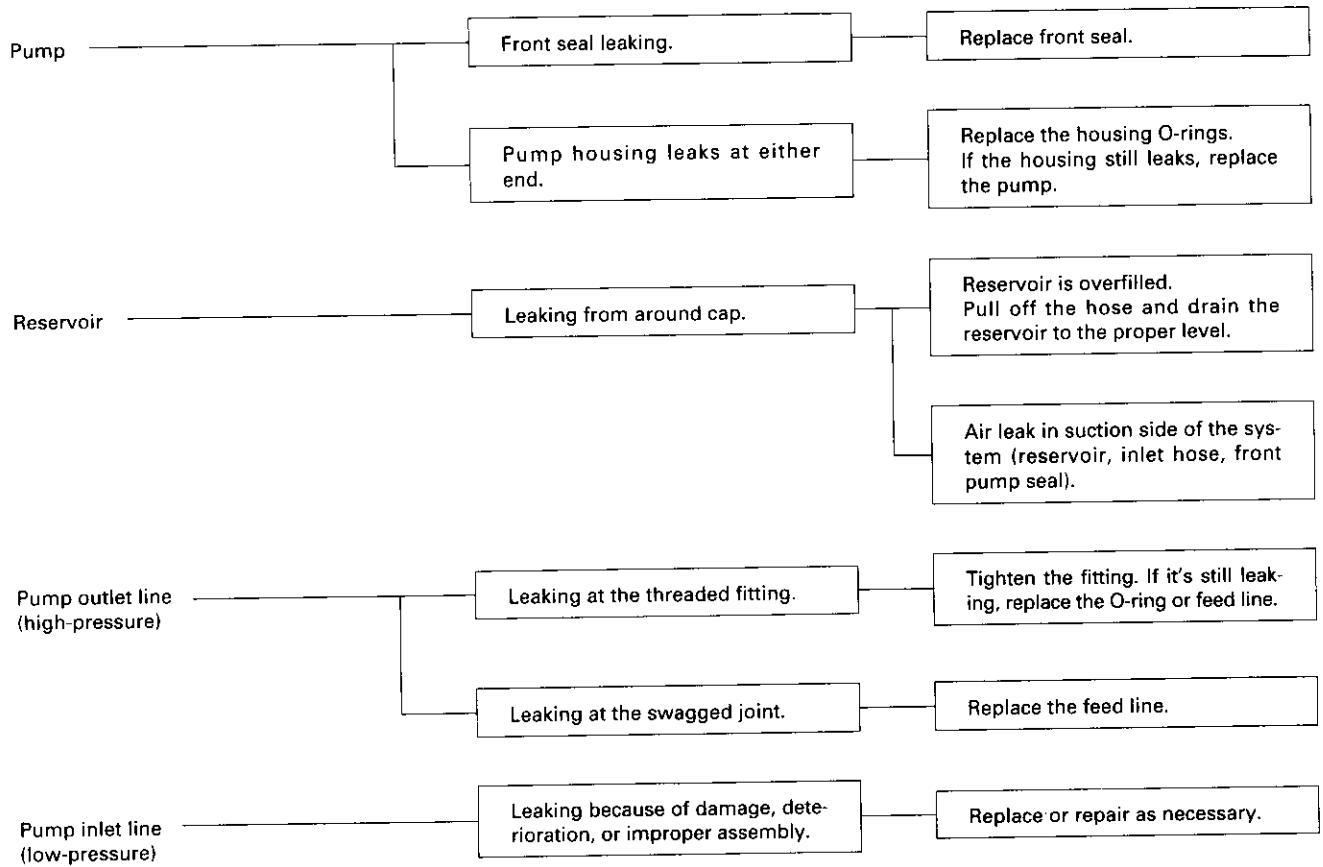 Pump
Front seal leaking.
Replace front seal.
Pump housing leaks at either
end.
Replace the housing O-rings.
If the housing still leaks, replace
the pump.
Reservoir
Leaking from around cap.
Reservoir is overfilled.
Pull off the hose and drain the
reservoir to the proper level.
Air leak in suction side of the sys-
tem (reservoir, inlet hose, front
pump seal).
Pump outlet line
(high-pressure)
Leaking at the threaded fitting.
Tighten the fitting. If it's still leak-
ing, replace the O-ring or feed line.
Leaking at the swagged joint.
Replace the feed line.
Pump inlet line
(low-pressure)
Leaking because of damage, dete-
rioration, or improper assembly.
Replace or repair as necessary.